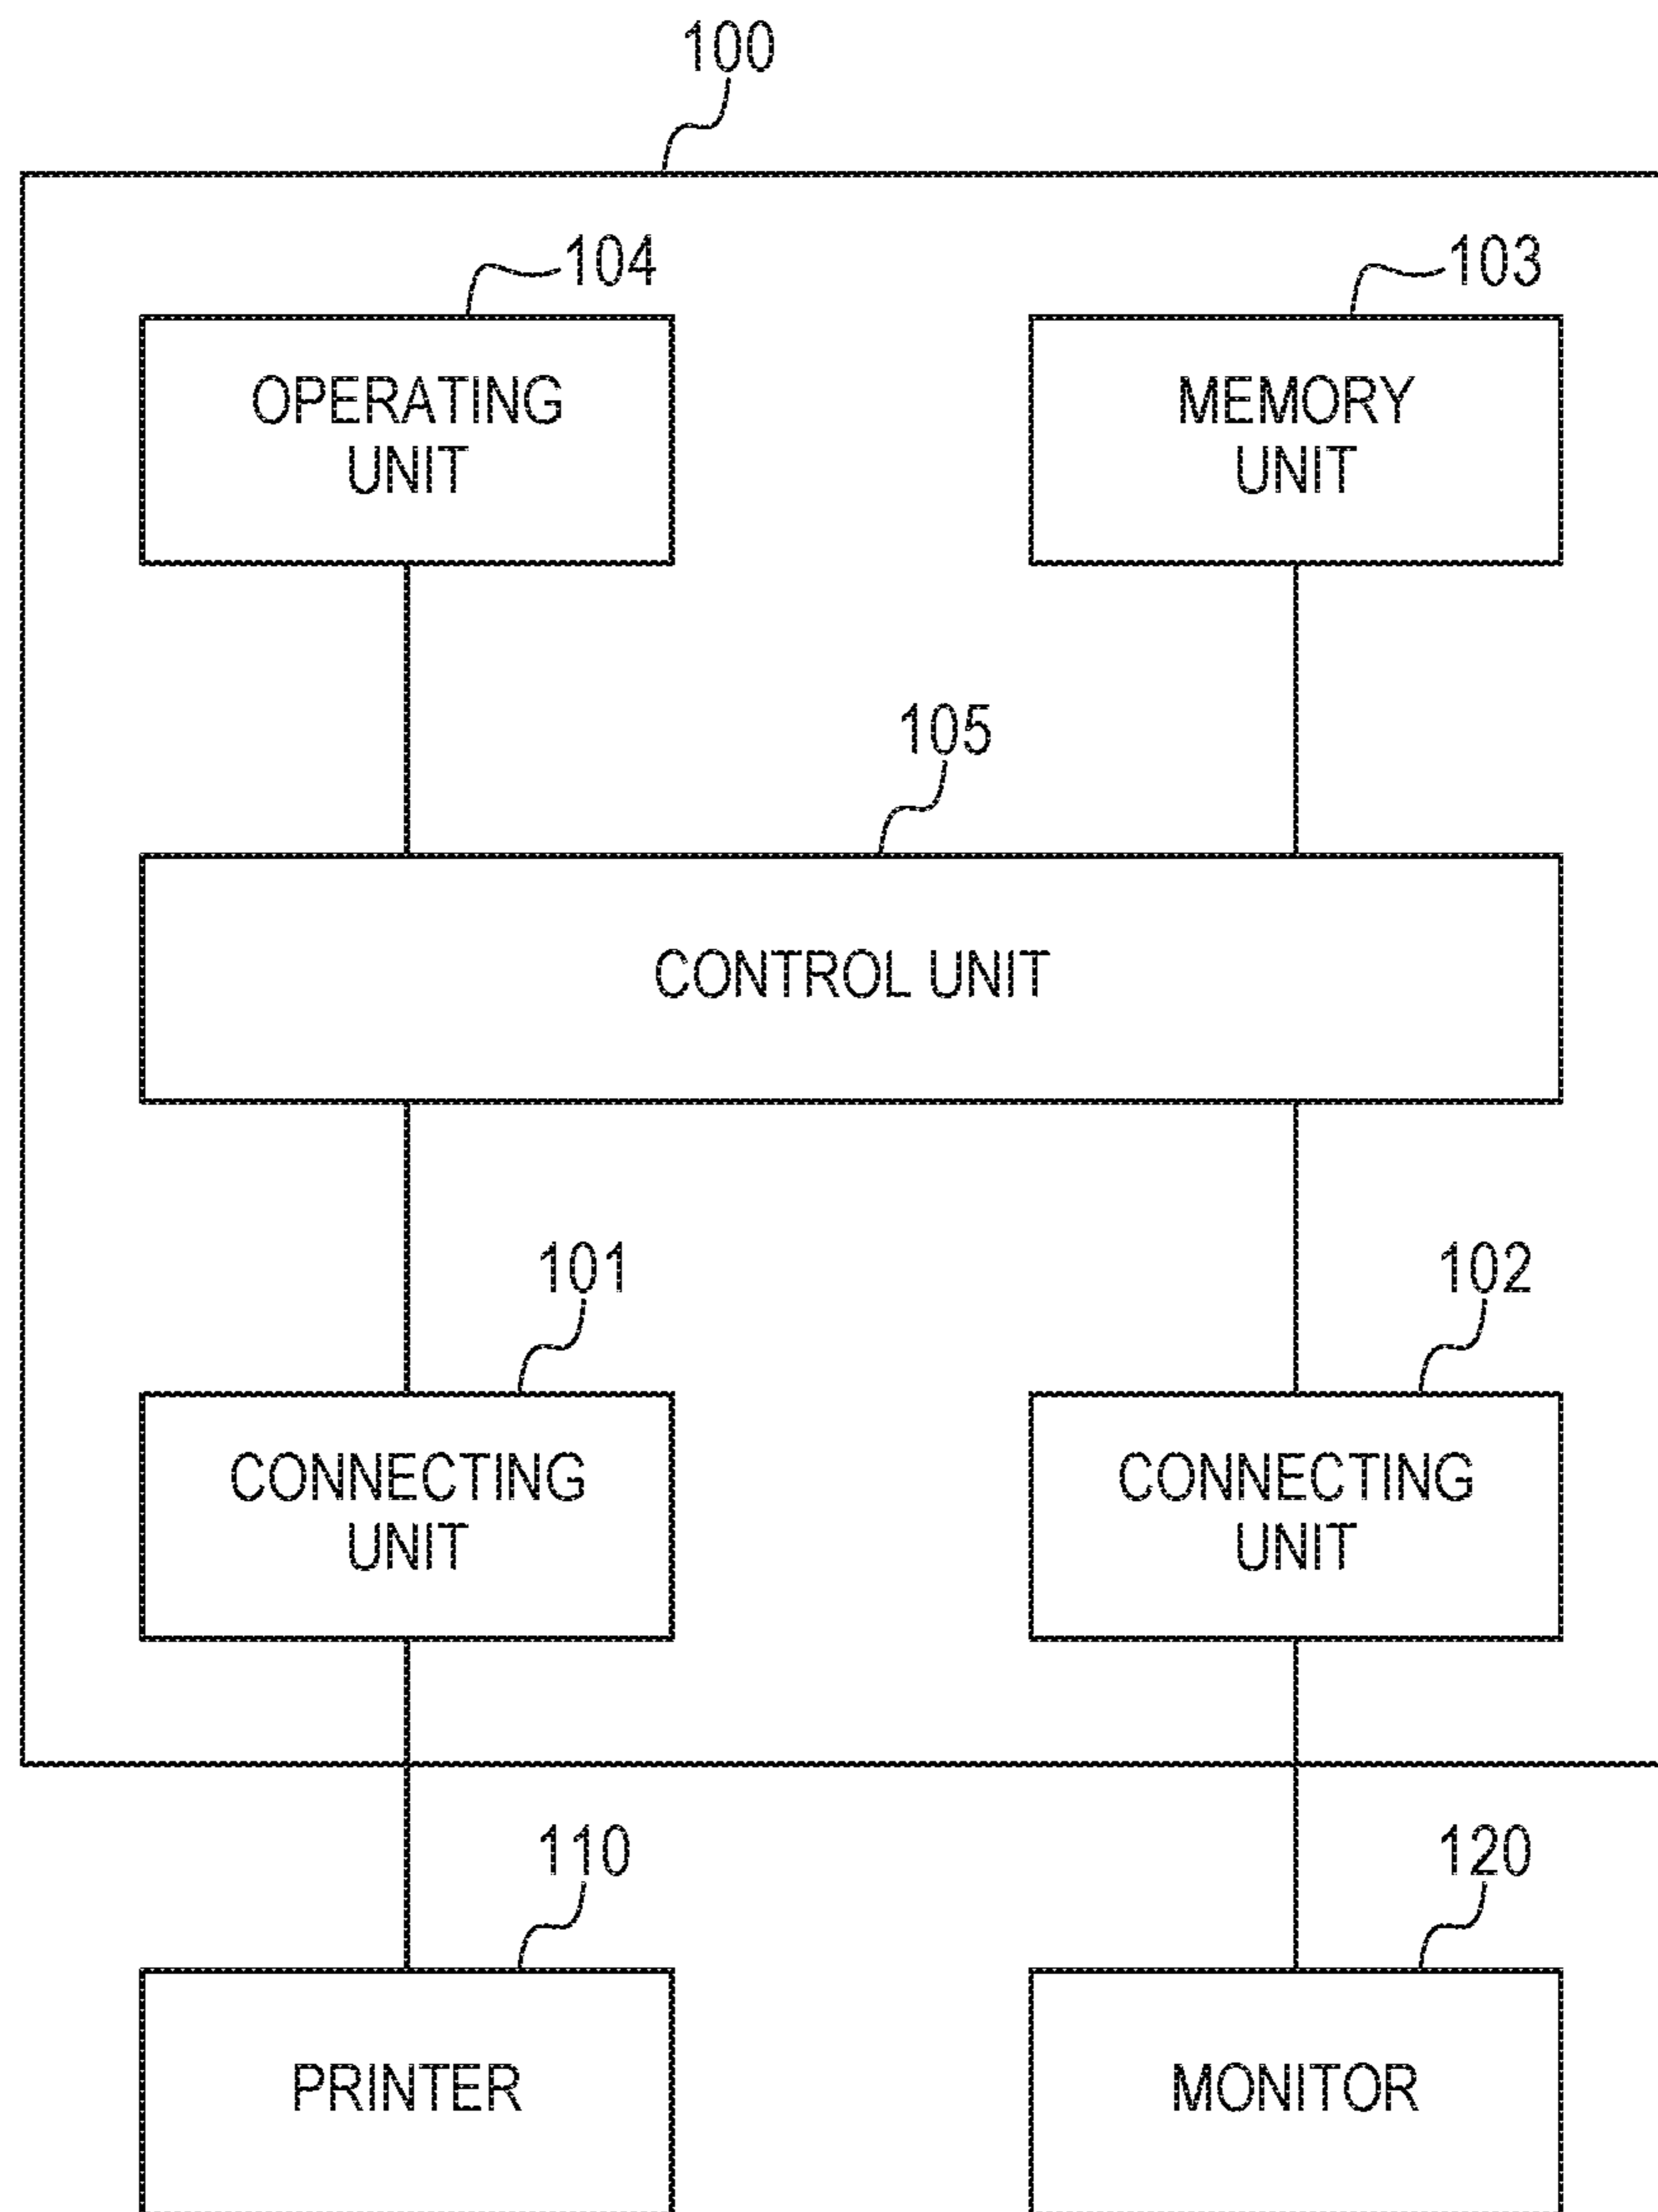 100
104
103
OPERATING
UNIT
MEMORY
UNIT
105
CONTROL UNIT
101
102
CONNECTING
UNIT
CONNECTING
UNIT
110
120
PRINTER
MONITOR